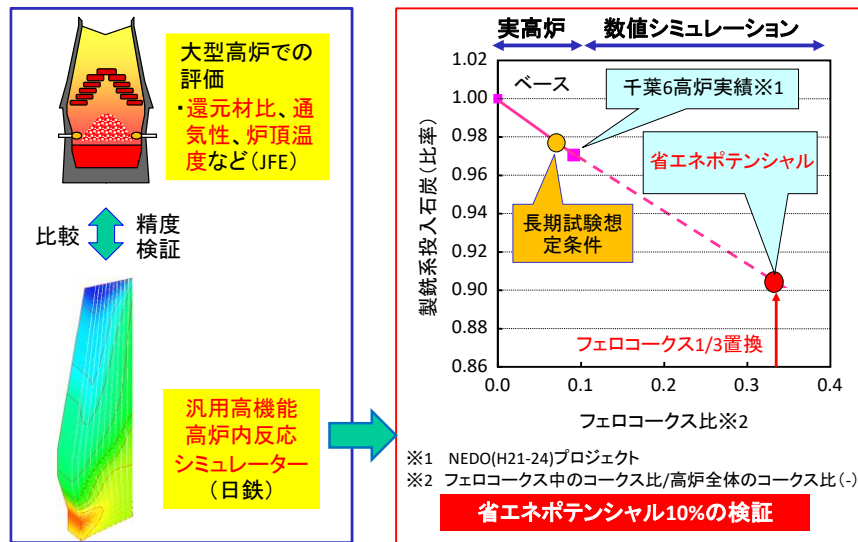 大型高炉での
評価
・還元材比、通
気性、炉頂温
度など(JFE)
比較
精度
検証
汎用高機能
高炉内反応
シミュレーター
(日鉄)
実高炉
数値シミュレーション
製銑系投入石炭(比率)
1.02
1.00
0.98
0.96
0.94
0.92
0.90
0.88
0.86
ベース
千葉6高炉実績※1
省エネポテンシャル
長期試験想
定条件
フェロコークス1/3置換
0.0
0.1
0.2
0.3
0.4
フェロコークス比※2
※1 NEDO(H21-24)プロジェクト
※2 フェロコークス中のコークス比/高炉全体のコークス比(-)
省エネポテンシャル10%の検証